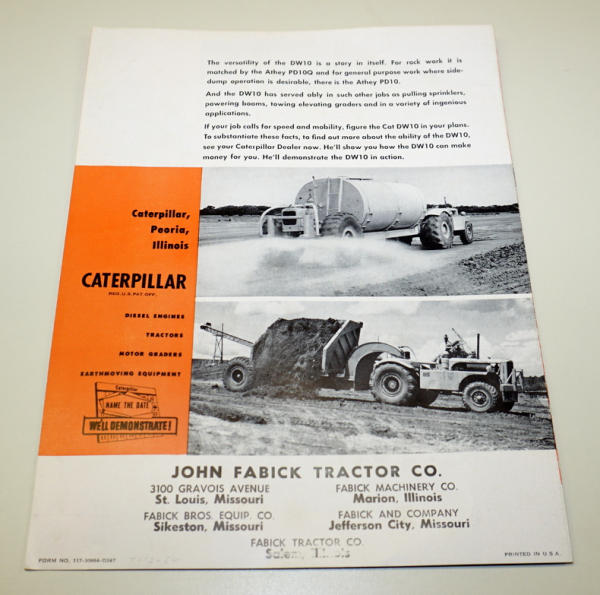 The versatility of the DW10 is a story in itself. For rock work it is
matched by the Athey PD10Q and for general purpose work where side-
dump operation is desirable, there is the Athey PD10.
And the DW10 has served ably in such other jobs as pulling sprinklers,
powering booms, towing elevating graders and in a variety of ingenious
applications.
If your job calls for speed and mobility, figure the Cat DW10 in your plans.
To substantiate these facts, to find out more about the ability of the DW10,
see your Caterpillar Dealer now. He'll show you how the DW10 can make
money for you. He'll demonstrate the DW10 in action.
Caterpillar,
Peoria,
Illinois
CATERPILLAR
REG. U.S. PAT. OFF.
DIESEL ENGINES
TRACTORS
MOTOR GRADERS
EARTHMOVING EQUIPMENT
Caterpillar
NAME THE DATE
WE'LL DEMONSTRATE!
JOHN FABICK TRACTOR CO.
3100 GRAVOIS AVENUE
St. Louis, Missouri
FABICK MACHINERY CO.
Marion, Illinois
FABICK BROS. EQUIP. CO.
Sikeston, Missouri
FABICK AND COMPANY
Jefferson City, Missouri
FABICK TRACTOR CO.
Salem, Illinois
FORM NO. 117-30984-0347
PRINTED IN U.S.A.